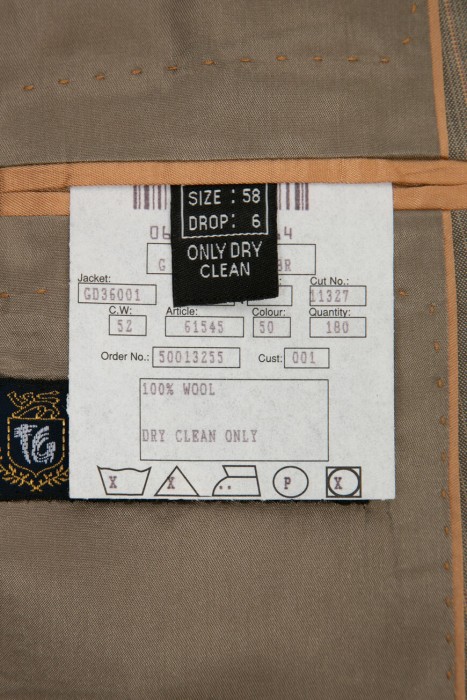 SIZE : 58
DROP: 6
ONLY DRY
CLEAN
Jacket:
GD36001
Cut No.:
11327
C.W.:
52
Article:
61545
Colour:
50
Quantity:
180
Order No.: 50013255 Cust: 001
100% WOOL
DRY CLEAN ONLY
X X P X
TG